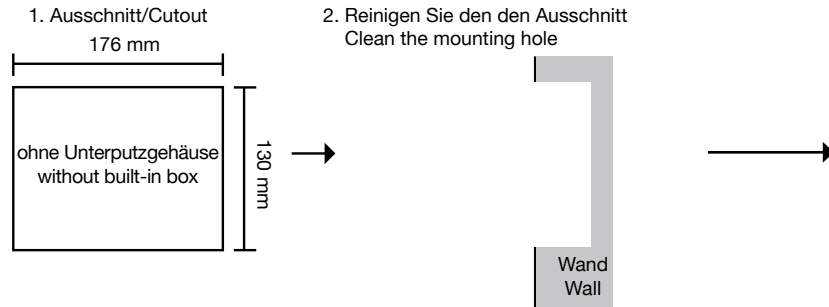 1. Ausschnitt/Cutout
176 mm
ohne Unterputzgehäuse
without built-in box
130 mm
2. Reinigen Sie den den Ausschnitt
Clean the mounting hole
Wand
Wall